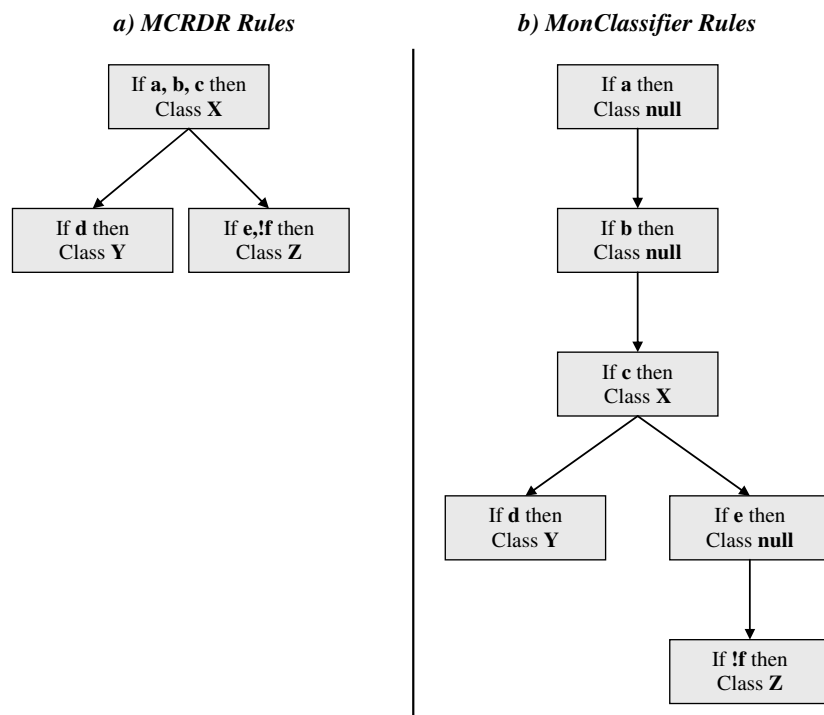 a) MCRDR Rules
If a, b, c then
Class X
If d then
Class Y
If e,!f then
Class Z
b) MonClassifier Rules
If a then
Class null
If b then
Class null
If c then
Class X
If d then
Class Y
If e then
Class null
If !f then
Class Z